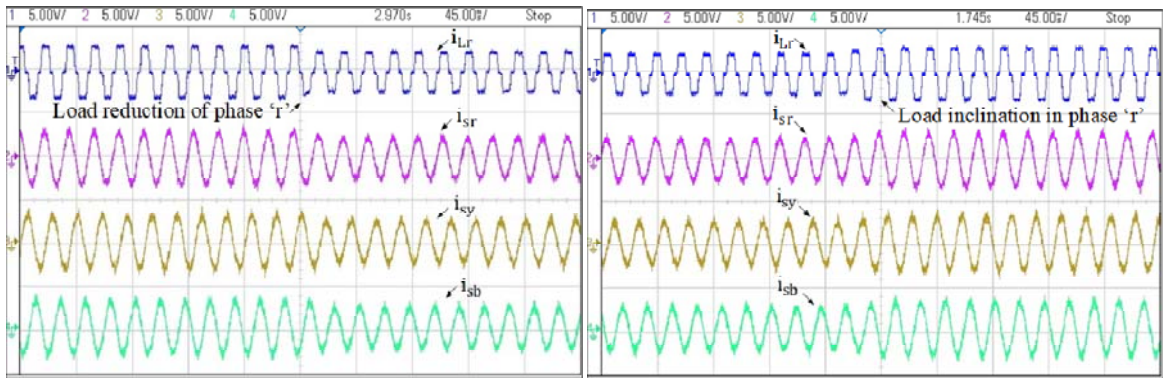 1 5.00V/ 2 5.00V/ 3 5.00V/ 4 5.00V/ 2.970s 45.00ms/ Stop
iLr
Load reduction of phase ‘r’
isr
isy
isb
1 5.00V/ 2 5.00V/ 3 5.00V/ 4 5.00V/ 1.745s 45.00ms/ Stop
iLr
Load inclination in phase ‘r’
isr
isy
isb